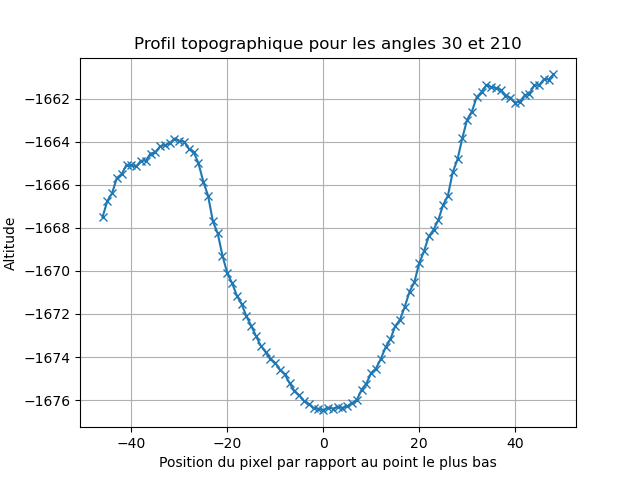 Profil topographique pour les angles 30 et 210
Altitude
−1662
−1664
−1666
−1668
−1670
−1672
−1674
−1676
−40 −20 0 20 40
Position du pixel par rapport au point le plus bas